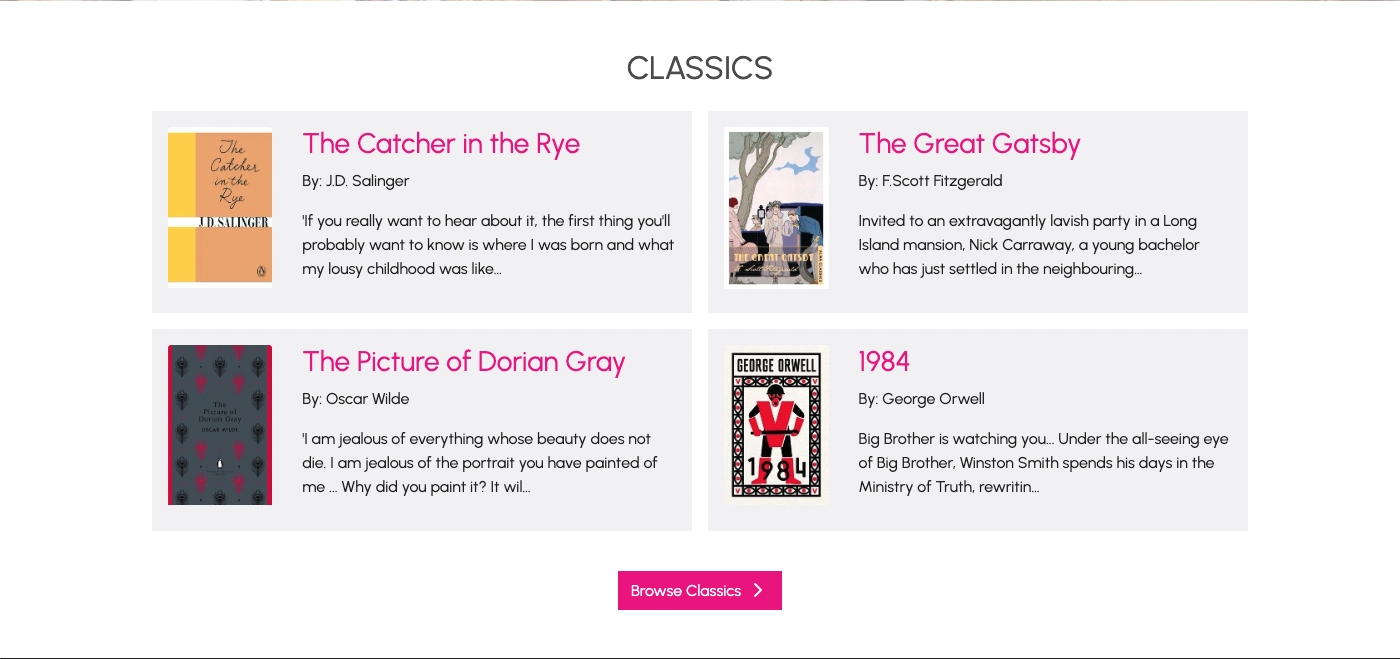 CLASSICS
The
Catcher
in the
Rye
J.D. SALINGER
The Catcher in the Rye
By: J.D. Salinger
'If you really want to hear about it, the first thing you'll
probably want to know is where I was born and what
my lousy childhood was like...
THE GREAT GATSBY
F. Scott Fitzgerald
The Great Gatsby
By: F.Scott Fitzgerald
Invited to an extravagantly lavish party in a Long
Island mansion, Nick Carraway, a young bachelor
who has just settled in the neighbouring...
The
Picture of
Dorian Gray
OSCAR WILDE
The Picture of Dorian Gray
By: Oscar Wilde
'I am jealous of everything whose beauty does not
die. I am jealous of the portrait you have painted of
me ... Why did you paint it? It wil...
GEORGE ORWELL
1984
1984
By: George Orwell
Big Brother is watching you... Under the all-seeing eye
of Big Brother, Winston Smith spends his days in the
Ministry of Truth, rewritin...
Browse Classics